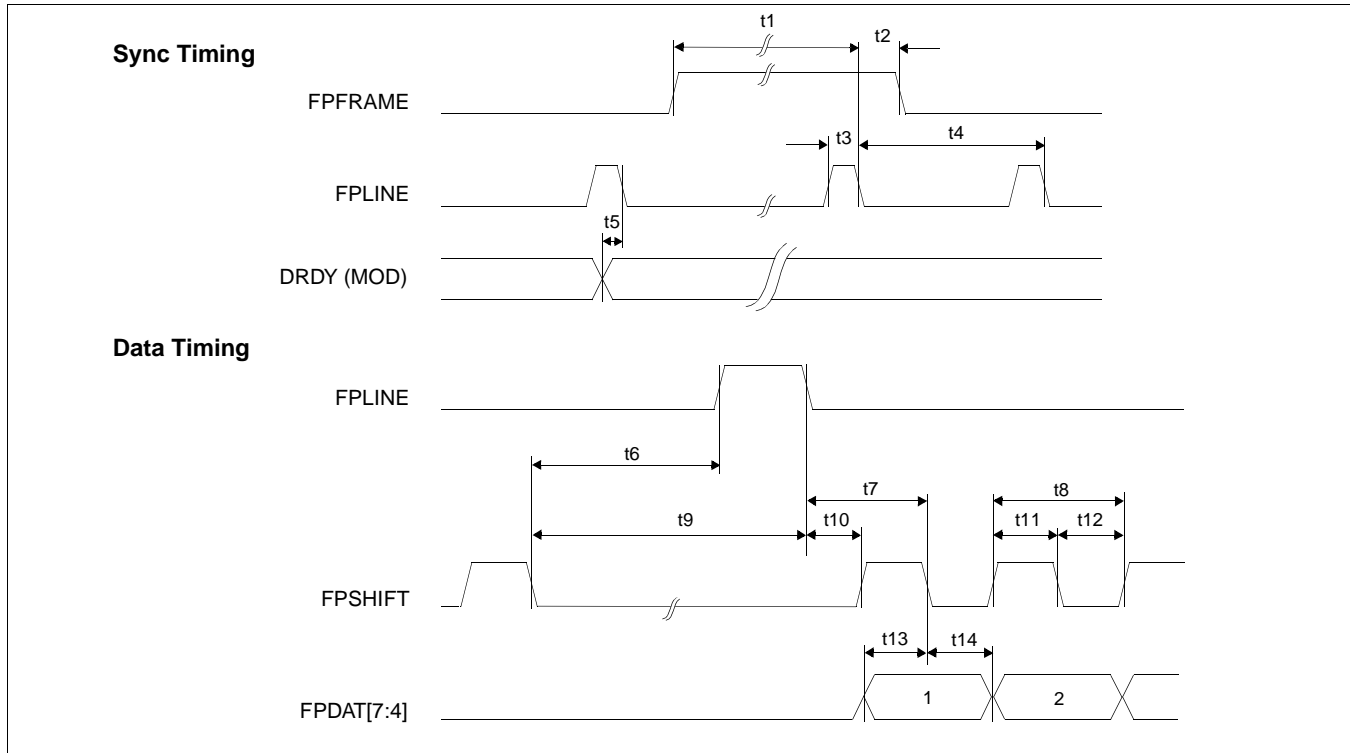 t1
t2
Sync Timing
FPFRAME
t3
t4
FPLINE
t5
DRDY (MOD)
Data Timing
FPLINE
t6
t7
t8
t9
t10
t11
t12
FPSHIFT
t13
t14
1
2
FPDAT[7:4]